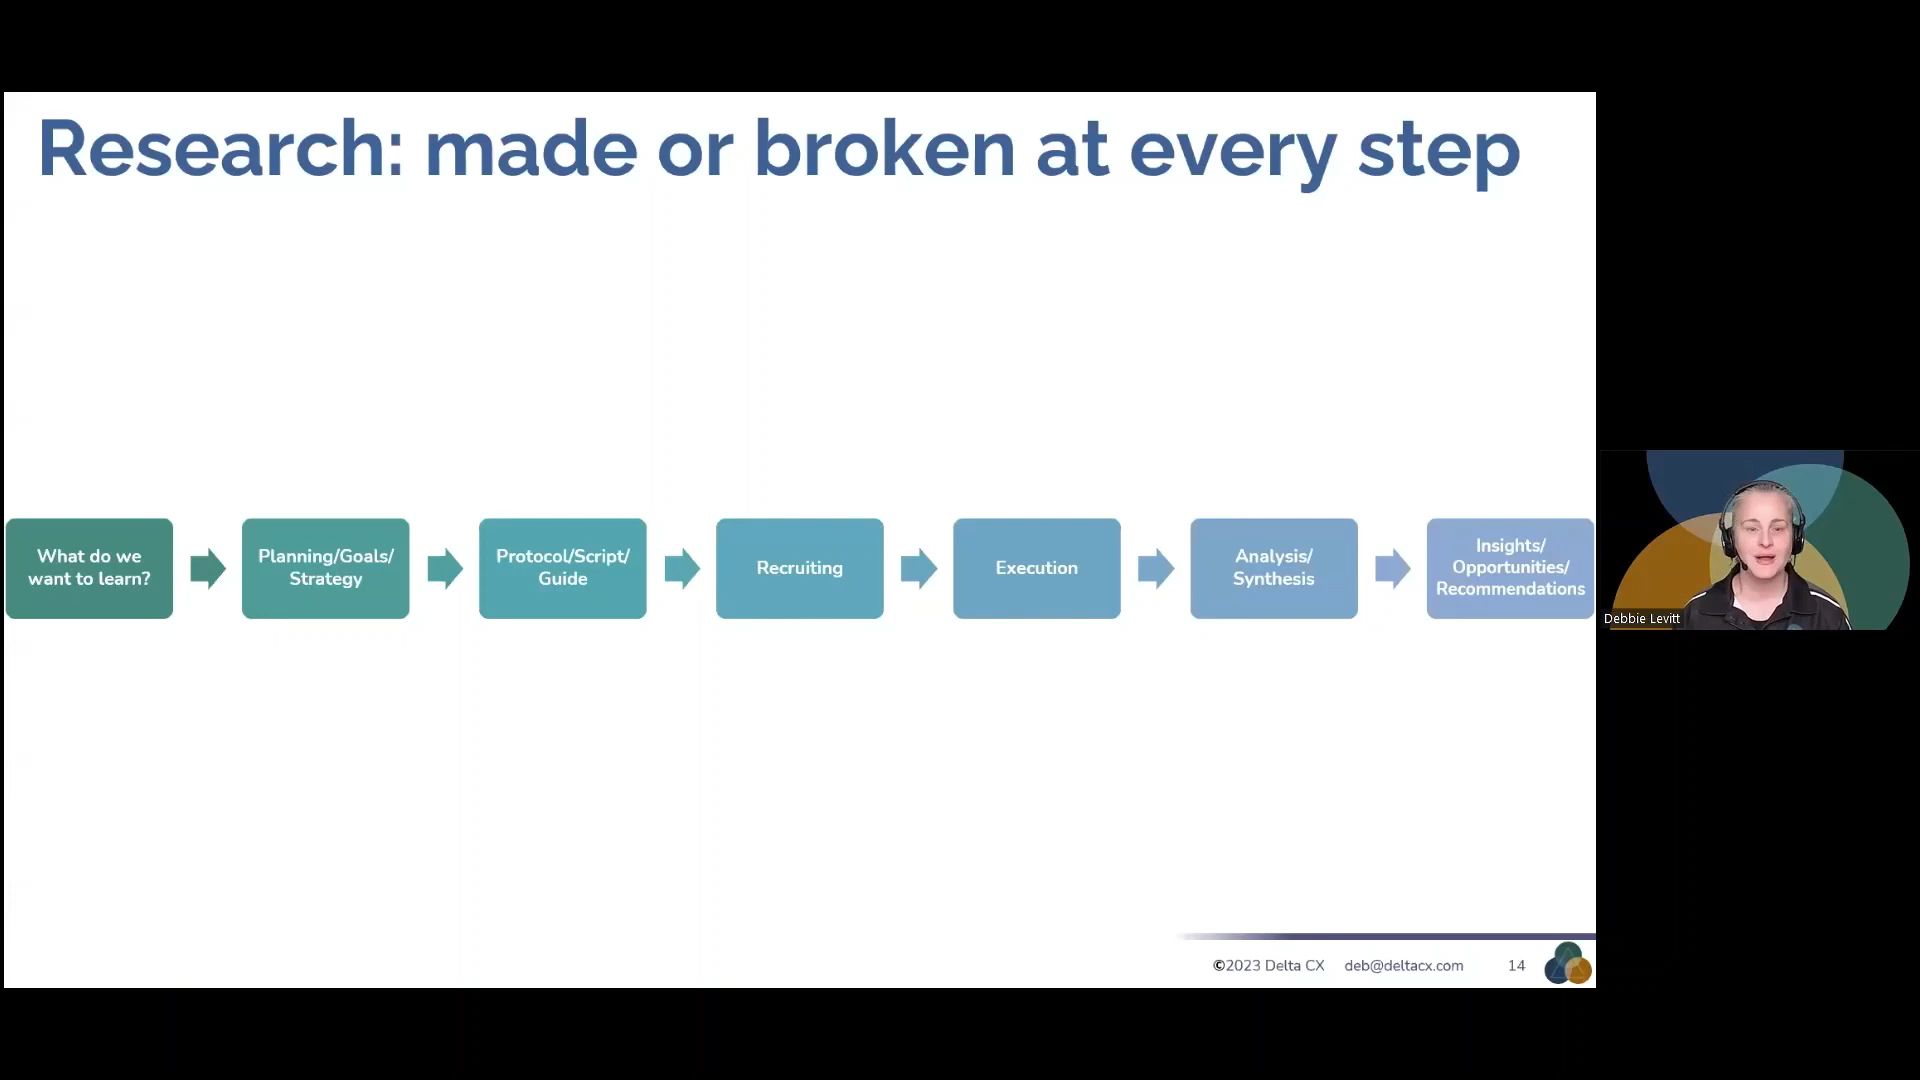 Research: made or broken at every step
What do we
want to learn?
Planning/Goals/
Strategy
Protocol/Script/
Guide
Recruiting
Execution
Analysis/
Synthesis
Insights/
Opportunities/
Recommendations
Debbie Levitt
©2023 Delta CX deb@deltacx.com 14